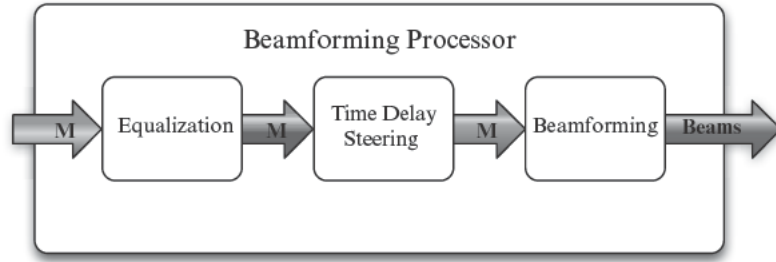 Beamforming Processor
M
Equalization
M
Time Delay
Steering
M
Beamforming
Beams